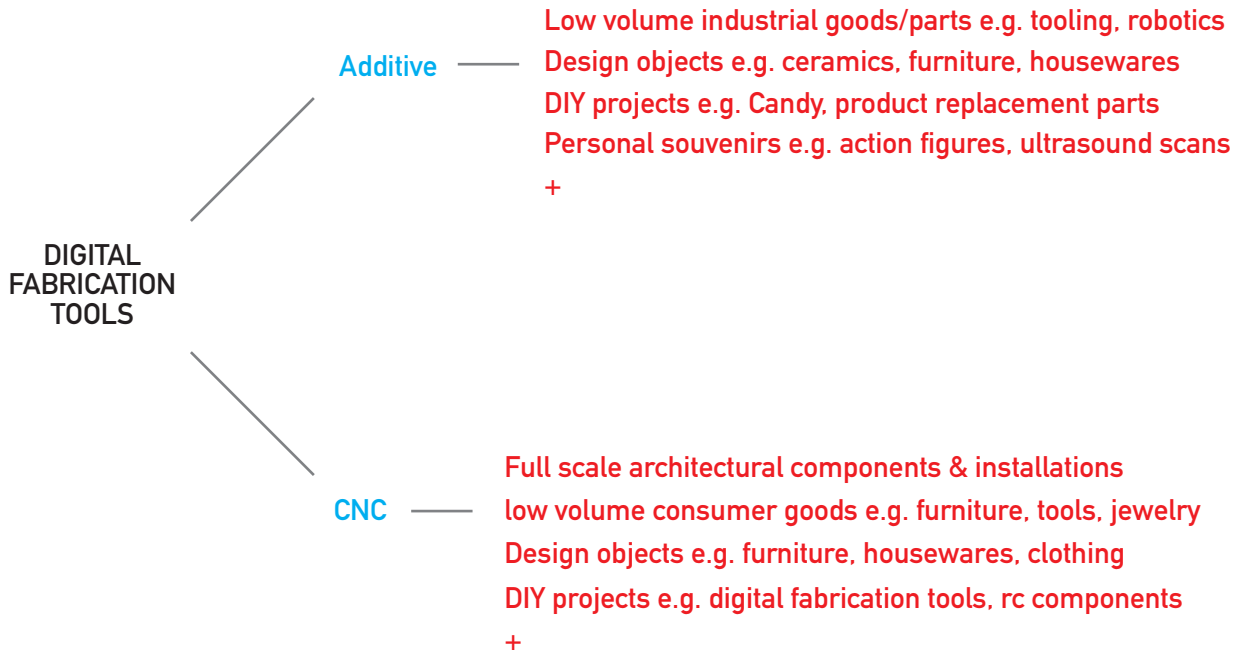 Additive
Low volume industrial goods/parts e.g. tooling, robotics
Design objects e.g. ceramics, furniture, housewares
DIY projects e.g. Candy, product replacement parts
Personal souvenirs e.g. action figures, ultrasound scans
+
DIGITAL
FABRICATION
TOOLS
CNC
Full scale architectural components & installations
low volume consumer goods e.g. furniture, tools, jewelry
Design objects e.g. furniture, housewares, clothing
DIY projects e.g. digital fabrication tools, rc components
+